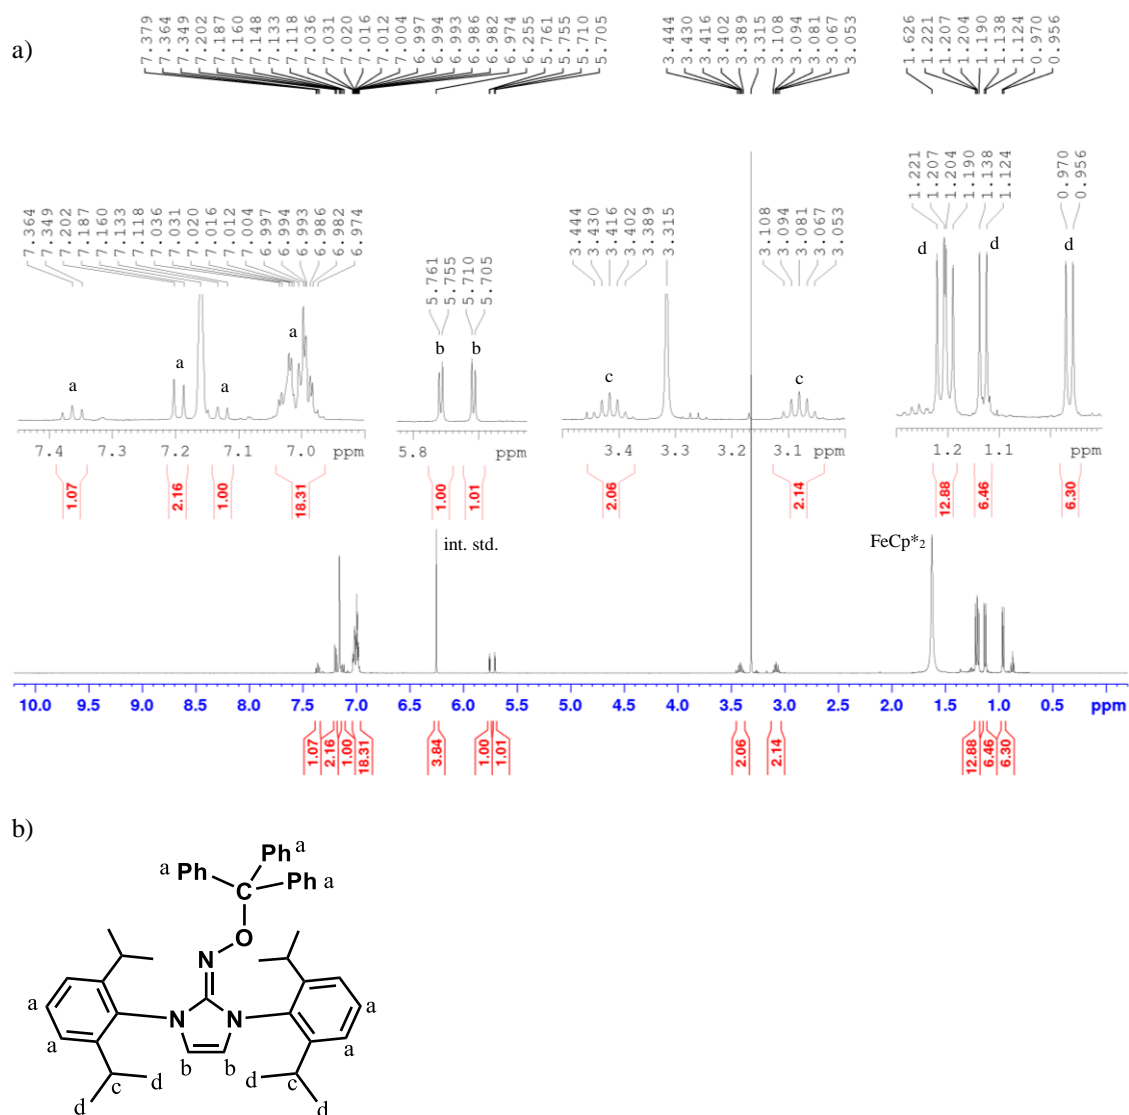 a)
7.379 7.364 7.349 7.202 7.187 7.160 7.148 7.133 7.118 7.036 7.031 7.020 7.016 7.012 7.004 6.997 6.994 6.993 6.986 6.982 6.974 6.255 5.761 5.755 5.710 5.705 3.444 3.430 3.416 3.402 3.389 3.315 3.108 3.094 3.081 3.067 3.053 1.626 1.221 1.207 1.204 1.190 1.138 1.124 0.970 0.956
7.364 7.349 7.202 7.187 7.160 7.133 7.118 7.036 7.031 7.020 7.016 7.012 7.004 6.997 6.994 6.993 6.986 6.982 6.974
5.761 5.755 5.710 5.705
3.444 3.430 3.416 3.402 3.389 3.315 3.108 3.094 3.081 3.067 3.053
1.221 1.207 1.204 1.190 1.138 1.124 0.970 0.956
a a a a b b c c d d d
7.4 7.3 7.2 7.1 7.0 ppm
5.8 ppm
3.4 3.3 3.2 3.1 ppm
1.2 1.1 ppm
1.07 2.16 1.00 18.31 1.00 1.01 2.06 2.14 12.88 6.46 6.30
int. std.
FeCp*2
10.0 9.5 9.0 8.5 8.0 7.5 7.0 6.5 6.0 5.5 5.0 4.5 4.0 3.5 3.0 2.5 2.0 1.5 1.0 0.5 ppm
1.07 2.16 1.00 18.31 3.84 1.00 1.01 2.06 2.14 12.88 6.46 6.30
b)
a Ph Ph a
C Ph a
O
N
a N N a
a b b a
d c d d c d